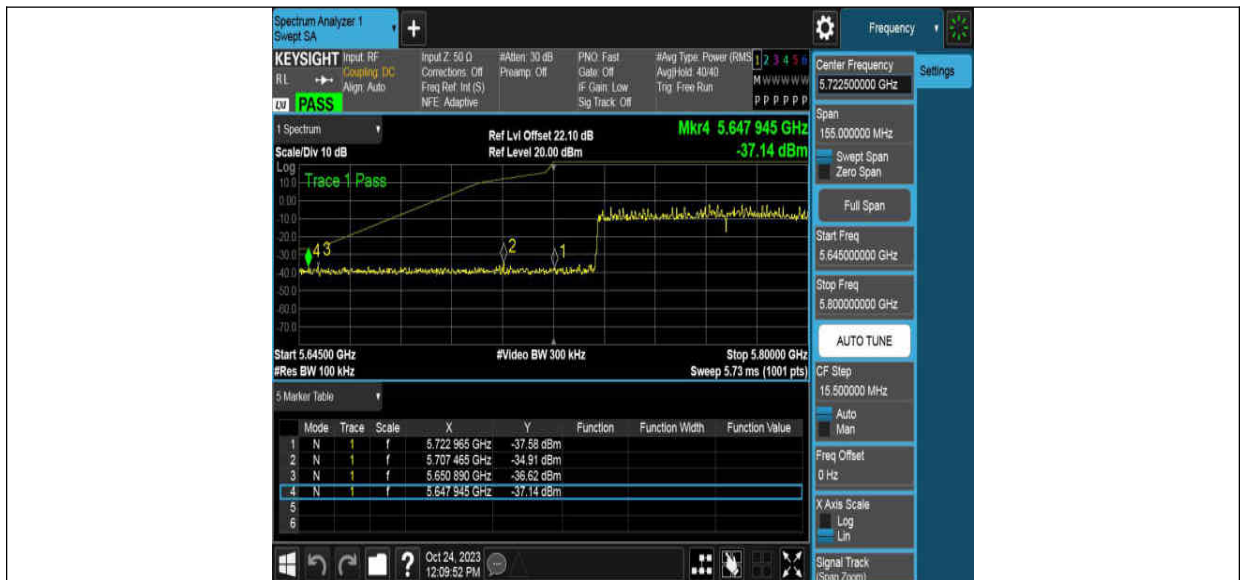 Spectrum Analyzer 1
Swept SA
+
Frequency
KEYSIGHT
RL
LXI PASS
Input: RF
Coupling: DC
Align: Auto
Input Z: 50 Ω
Corrections: Off
Freq Ref: Int (S)
NFE: Adaptive
#Atten: 30 dB
Preamp: Off
PNO: Fast
Gate: Off
IF Gain: Low
Sig Track: Off
#Avg Type: Power (RMS
Avg|Hold: 40/40
Trig: Free Run
1 2 3 4 5 6
M W W W W W
P P P P P P
Center Frequency
5.722500000 GHz
Settings
Span
155.000000 MHz
Swept Span
Zero Span
Full Span
Start Freq
5.645000000 GHz
Stop Freq
5.800000000 GHz
AUTO TUNE
CF Step
15.500000 MHz
Auto
Man
Freq Offset
0 Hz
X Axis Scale
Log
Lin
Signal Track
(Span Zoom)
1 Spectrum
Scale/Div 10 dB
Ref Lvl Offset 22.10 dB
Ref Level 20.00 dBm
Mkr4 5.647 945 GHz
-37.14 dBm
Log
Trace 1 Pass
10.0
0.00
-10.0
-20.0
-30.0
-40.0
-50.0
-60.0
-70.0
4 3
2
1
Start 5.64500 GHz
#Video BW 300 kHz
Stop 5.80000 GHz
#Res BW 100 kHz
Sweep 5.73 ms (1001 pts)
5 Marker Table
Mode Trace Scale X Y Function Function Width Function Value
1 N 1 f 5.722 965 GHz -37.58 dBm
2 N 1 f 5.707 465 GHz -34.91 dBm
3 N 1 f 5.650 890 GHz -36.62 dBm
4 N 1 f 5.647 945 GHz -37.14 dBm
5
6
?
Oct 24, 2023
12:09:52 PM